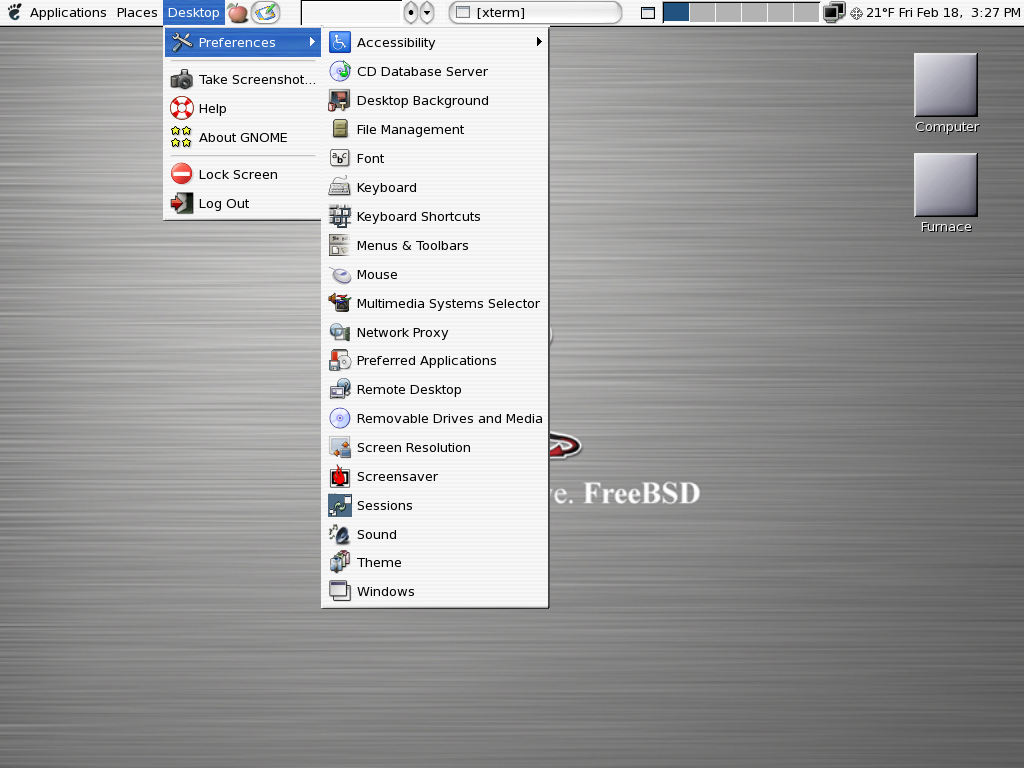 Applications Places Desktop [xterm] 21°F Fri Feb 18, 3:27 PM
Preferences
Take Screenshot...
Help
About GNOME
Lock Screen
Log Out
Accessibility
CD Database Server
Desktop Background
File Management
Font
Keyboard
Keyboard Shortcuts
Menus & Toolbars
Mouse
Multimedia Systems Selector
Network Proxy
Preferred Applications
Remote Desktop
Removable Drives and Media
Screen Resolution
Screensaver
Sessions
Sound
Theme
Windows
Computer
Furnace
FreeBSD